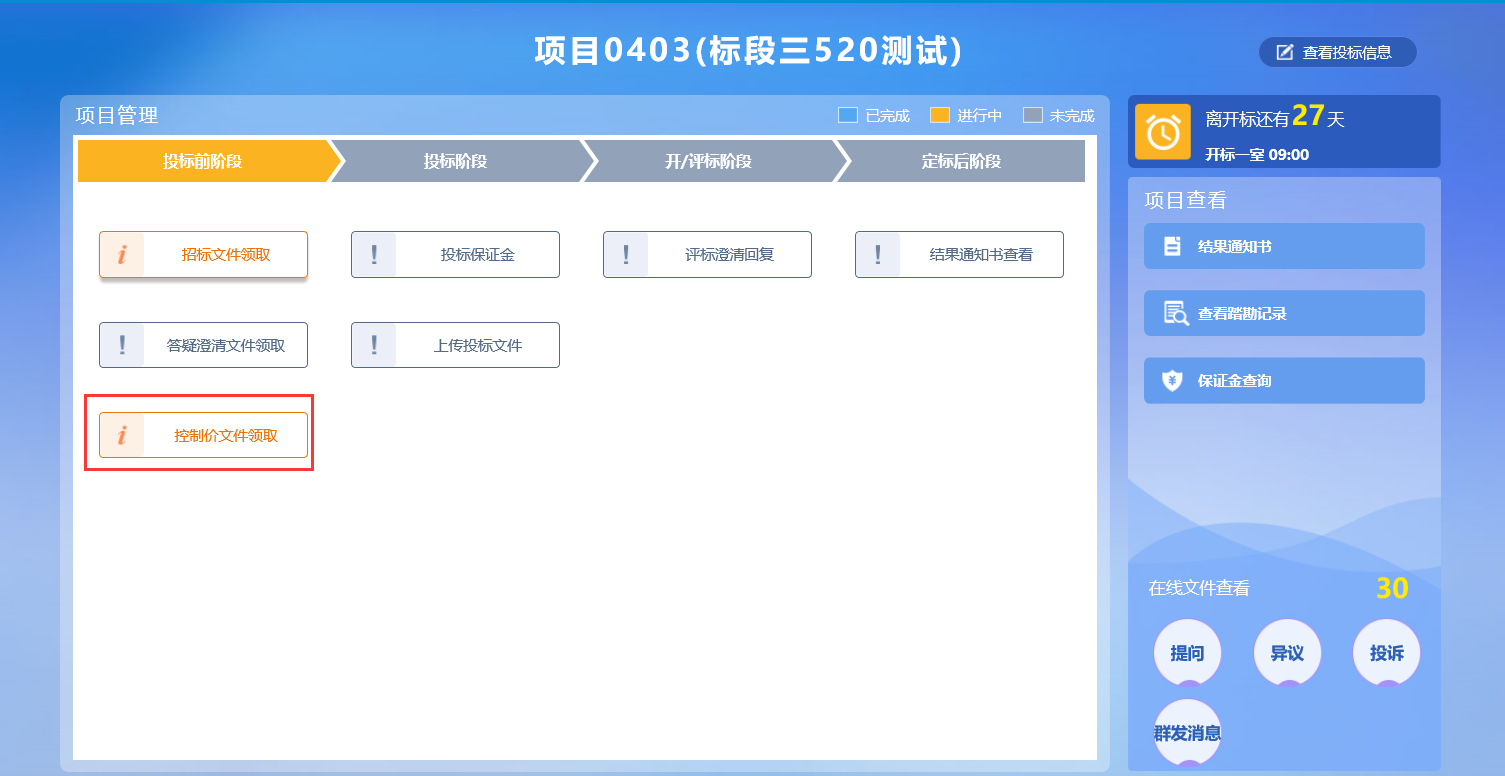 项目0403(标段三520测试)
查看投标信息
项目管理
已完成 进行中 未完成
投标前阶段 投标阶段 开/评标阶段 定标后阶段
招标文件领取 投标保证金 评标澄清回复 结果通知书查看
答疑澄清文件领取 上传投标文件
控制价文件领取
离开标还有27天
开标一室 09:00
项目查看
结果通知书
查看踏勘记录
保证金查询
在线文件查看 30
提问 异议 投诉
群发消息